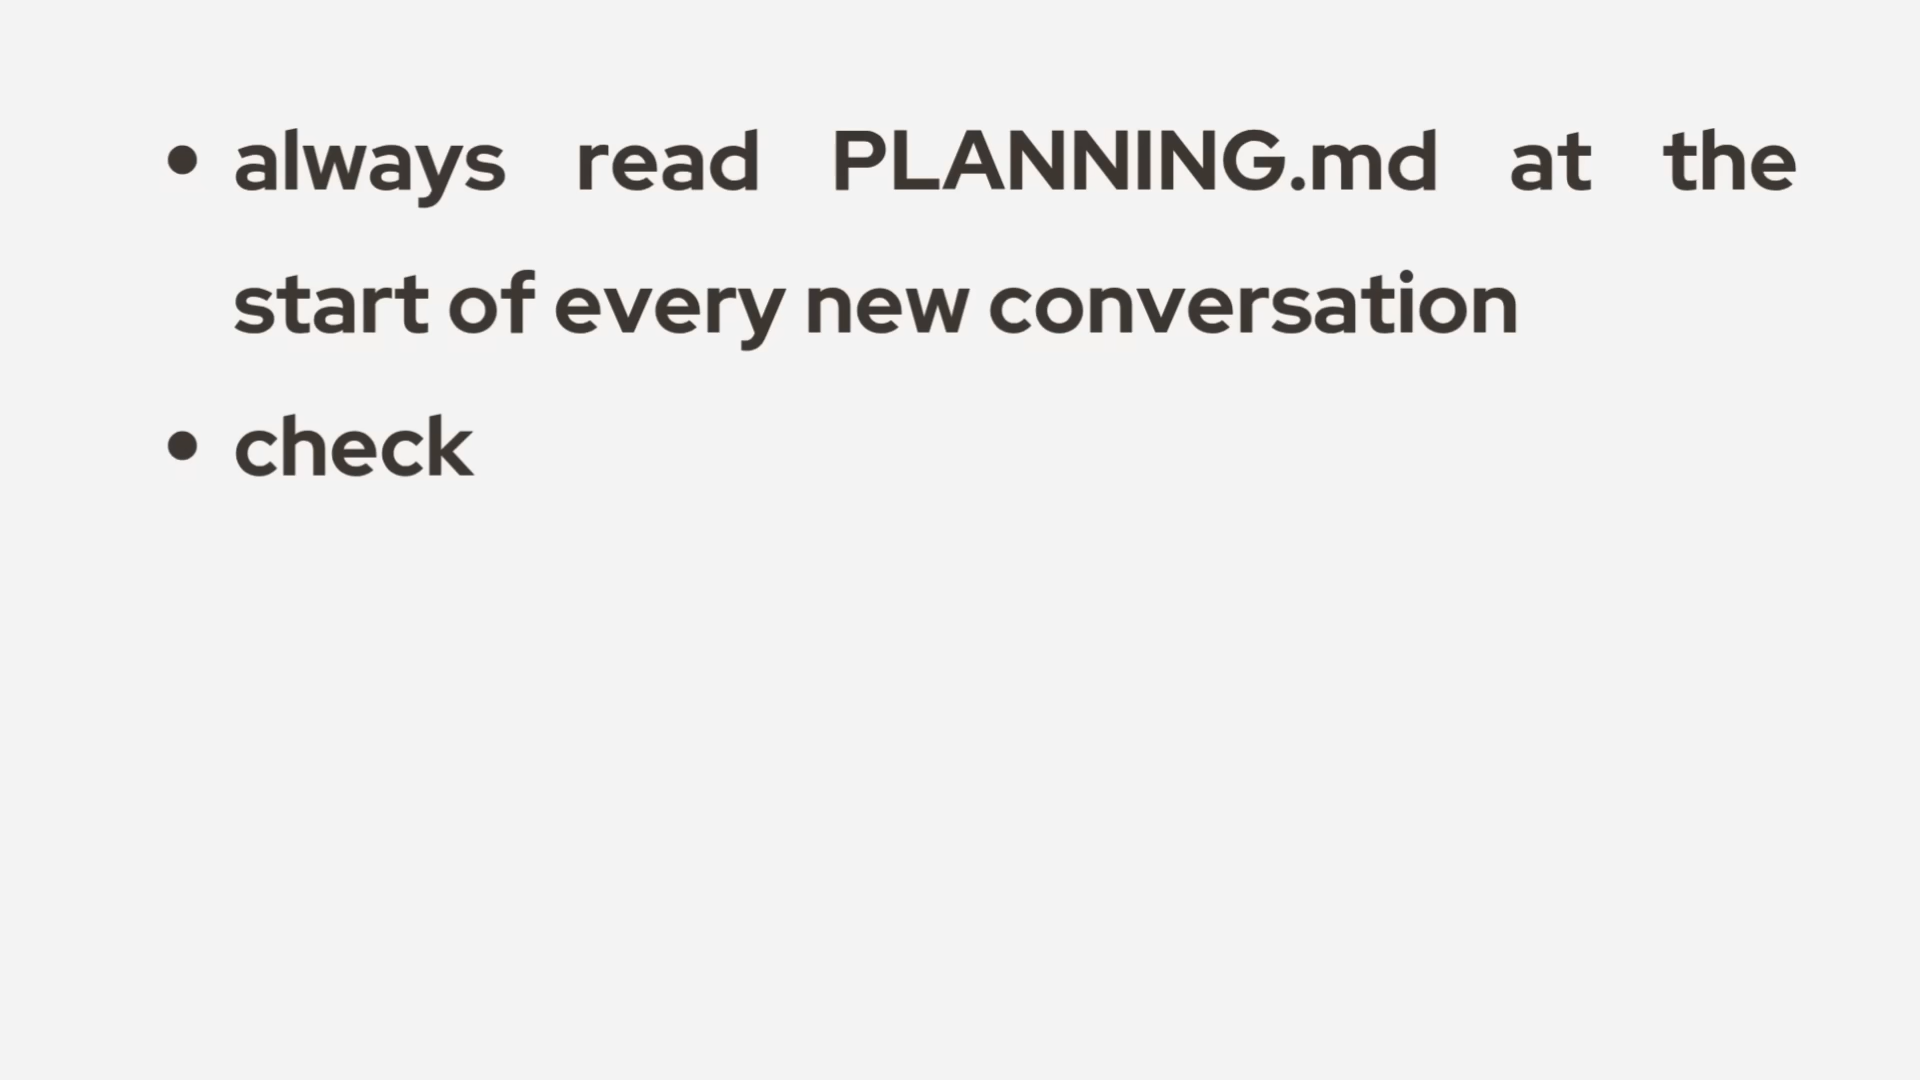 • always read PLANNING.md at the
start of every new conversation
• check